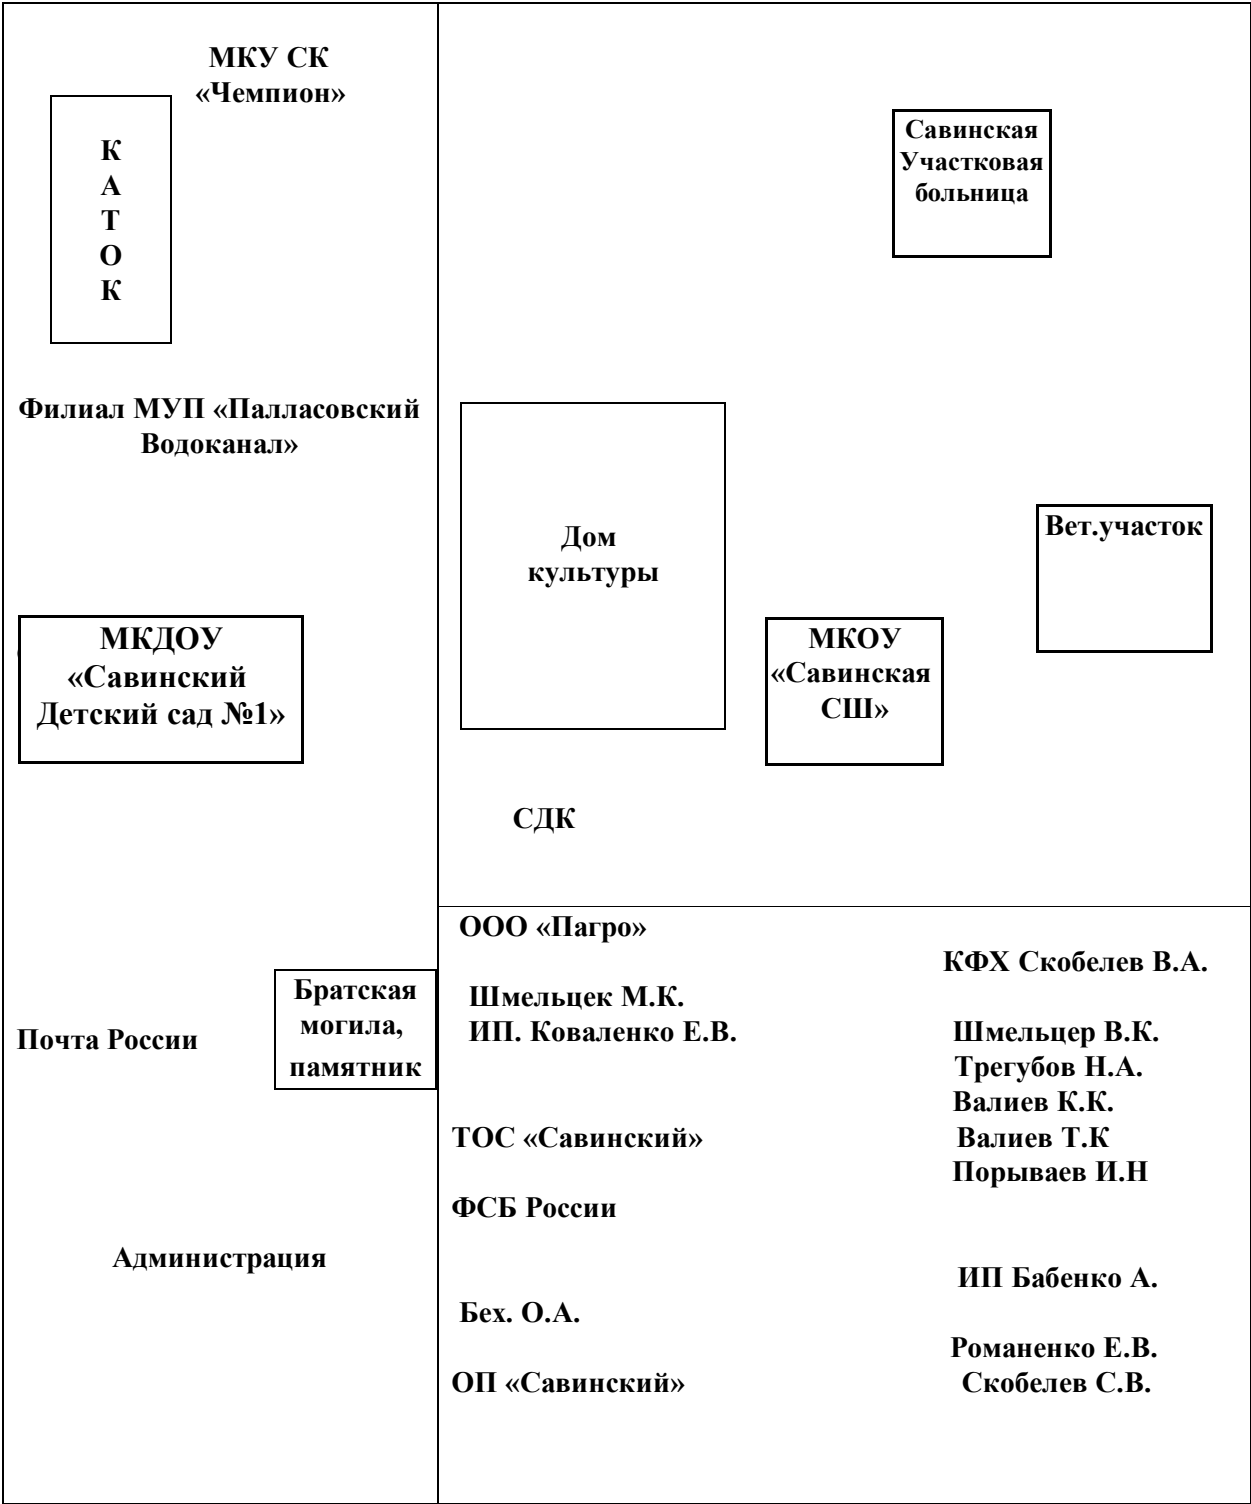 МКУ СК
«Чемпион»
К
А
Т
О
К
Филиал МУП «Палласовский
Водоканал»
МКДОУ
«Савинский
Детский сад №1»
Почта России
Братская
могила,
памятник
Администрация
Савинская
Участковая
больница
Дом
культуры
Вет.участок
МКОУ
«Савинская
СШ»
СДК
ООО «Пагро»
КФХ Скобелев В.А.
Шмельцек М.К.
ИП. Коваленко Е.В.
Шмельцер В.К.
Трегубов Н.А.
Валиев К.К.
ТОС «Савинский»
Валиев Т.К
Порываев И.Н
ФСБ России
ИП Бабенко А.
Бех. О.А.
Романенко Е.В.
ОП «Савинский»
Скобелев С.В.